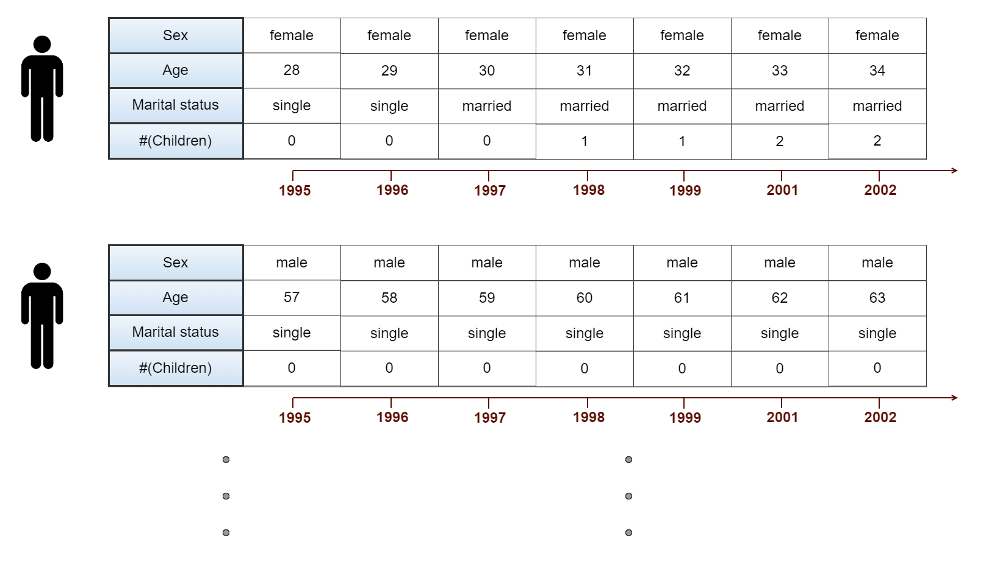 Sex female female female female female female female
Age 28 29 30 31 32 33 34
Marital status single single married married married married married
#(Children) 0 0 0 1 1 2 2
1995 1996 1997 1998 1999 2001 2002
Sex male male male male male male male
Age 57 58 59 60 61 62 63
Marital status single single single single single single single
#(Children) 0 0 0 0 0 0 0
1995 1996 1997 1998 1999 2001 2002